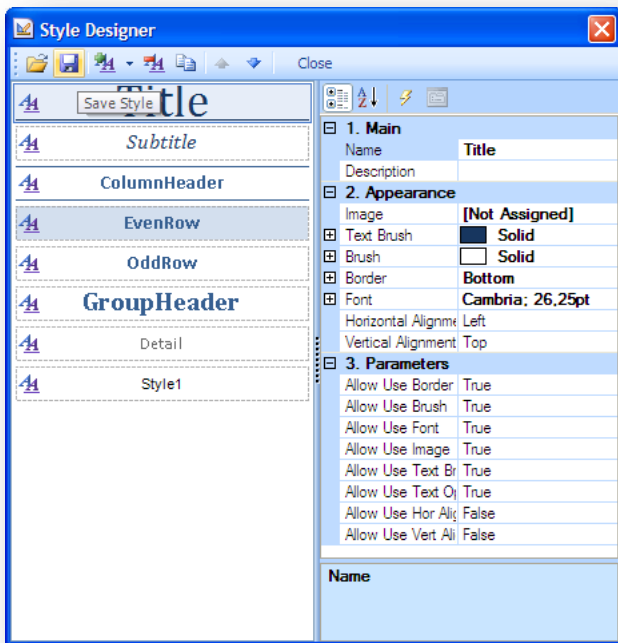 Style Designer
Close
Title
Save Style
Subtitle
ColumnHeader
EvenRow
OddRow
GroupHeader
Detail
Style1
1. Main
Name Title
Description
2. Appearance
Image [Not Assigned]
Text Brush Solid
Brush Solid
Border Bottom
Font Cambria; 26,25pt
Horizontal Alignme Left
Vertical Alignment Top
3. Parameters
Allow Use Border True
Allow Use Brush True
Allow Use Font True
Allow Use Image True
Allow Use Text Br True
Allow Use Text O True
Allow Use Hor Alig False
Allow Use Vert Ali False
Name